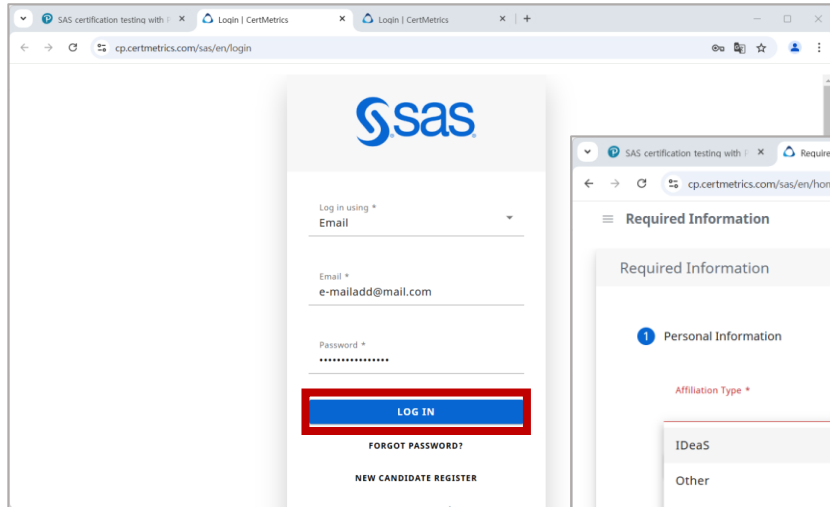 SAS certification testing with
Login | CertMetrics
Login | CertMetrics
cp.certmetrics.com/sas/en/login
sas
Log in using *
Email
Email *
e-mailadd@mail.com
Password *
••••••••••••••••
LOG IN
FORGOT PASSWORD?
NEW CANDIDATE REGISTER
SAS certification testing with
Require
cp.certmetrics.com/sas/en/hom
Required Information
Required Information
1 Personal Information
Affiliation Type *
IDeaS
Other